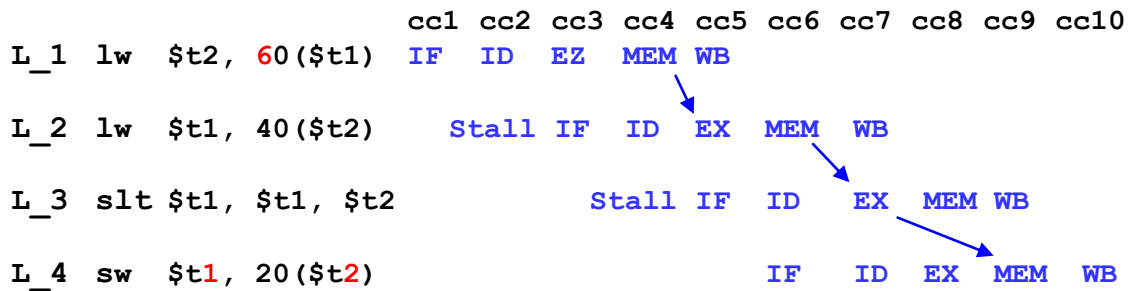 cc1 cc2 cc3 cc4 cc5 cc6 cc7 cc8 cc9 cc10
L_1 lw $t2, 60($t1) IF ID EZ MEM WB
L_2 lw $t1, 40($t2) Stall IF ID EX MEM WB
L_3 slt $t1, $t1, $t2 Stall IF ID EX MEM WB
L_4 sw $t1, 20($t2) IF ID EX MEM WB